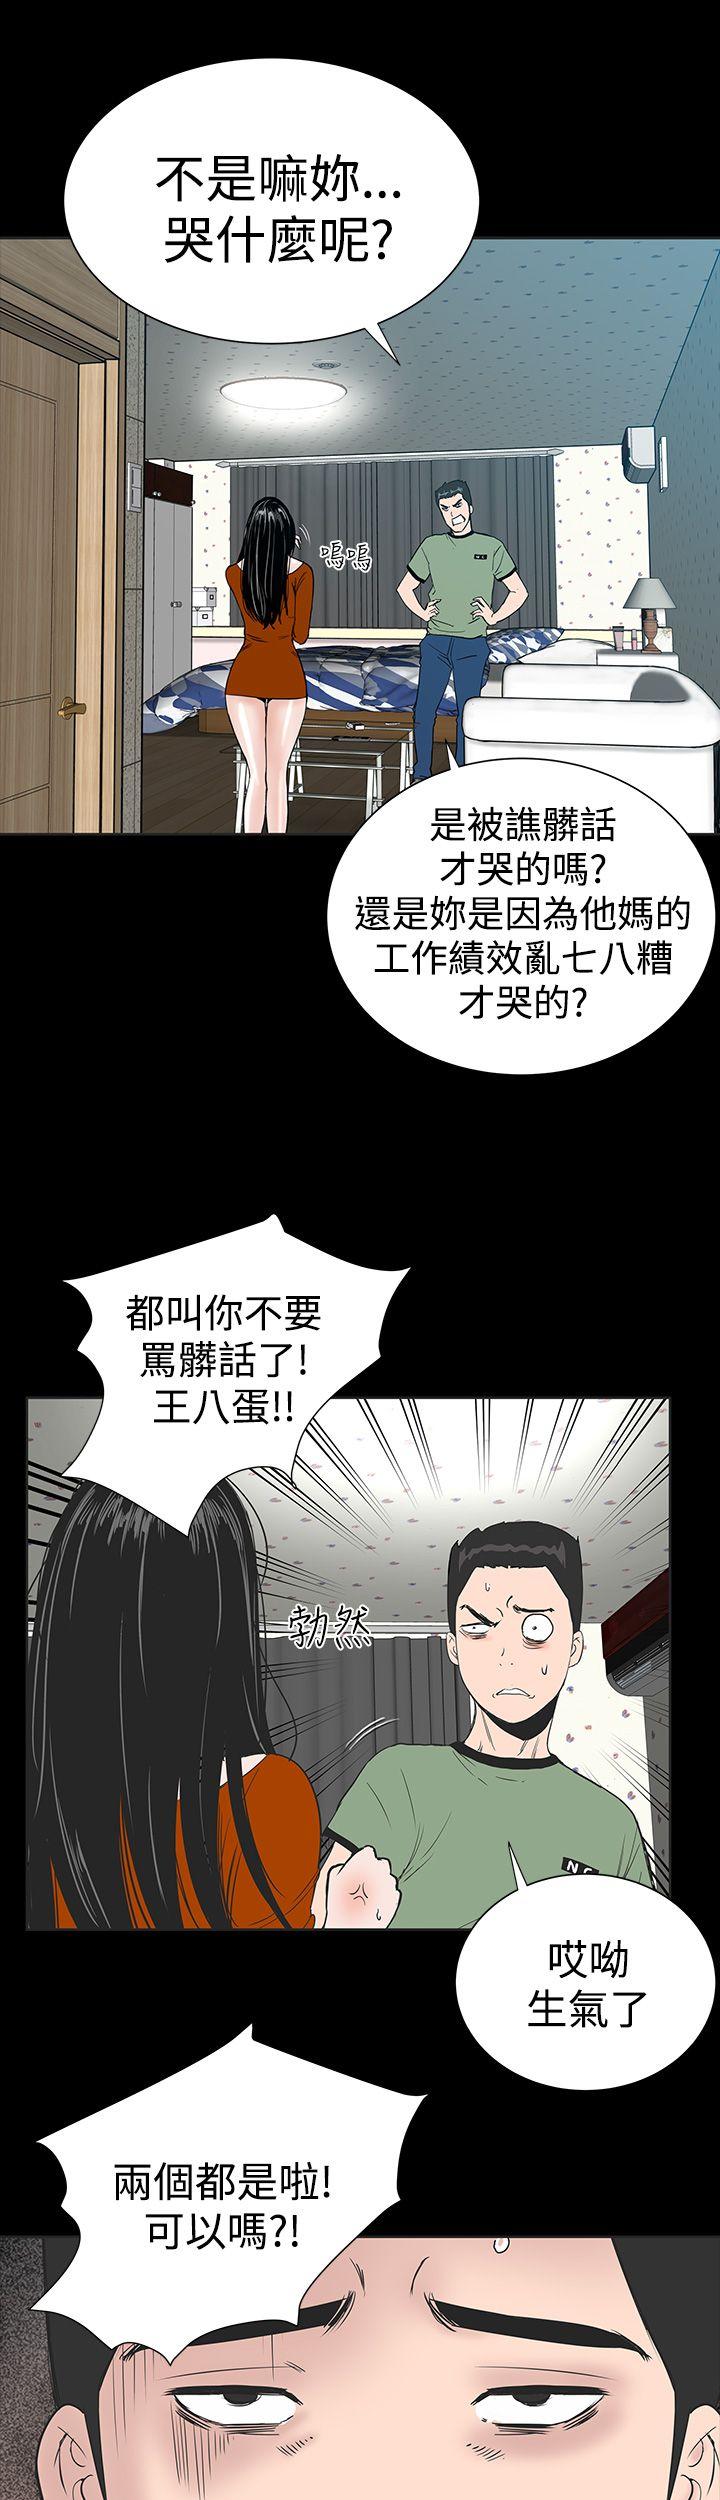 不是嘛妳...
哭什麼呢?
嗚嗚
是被譙髒話
才哭的嗎?
還是妳是因為他媽的
工作績效亂七八糟
才哭的?
都叫你不要
罵髒話了!
王八蛋!!
勃然
哎呦
生氣了
兩個都是啦!
可以嗎?!